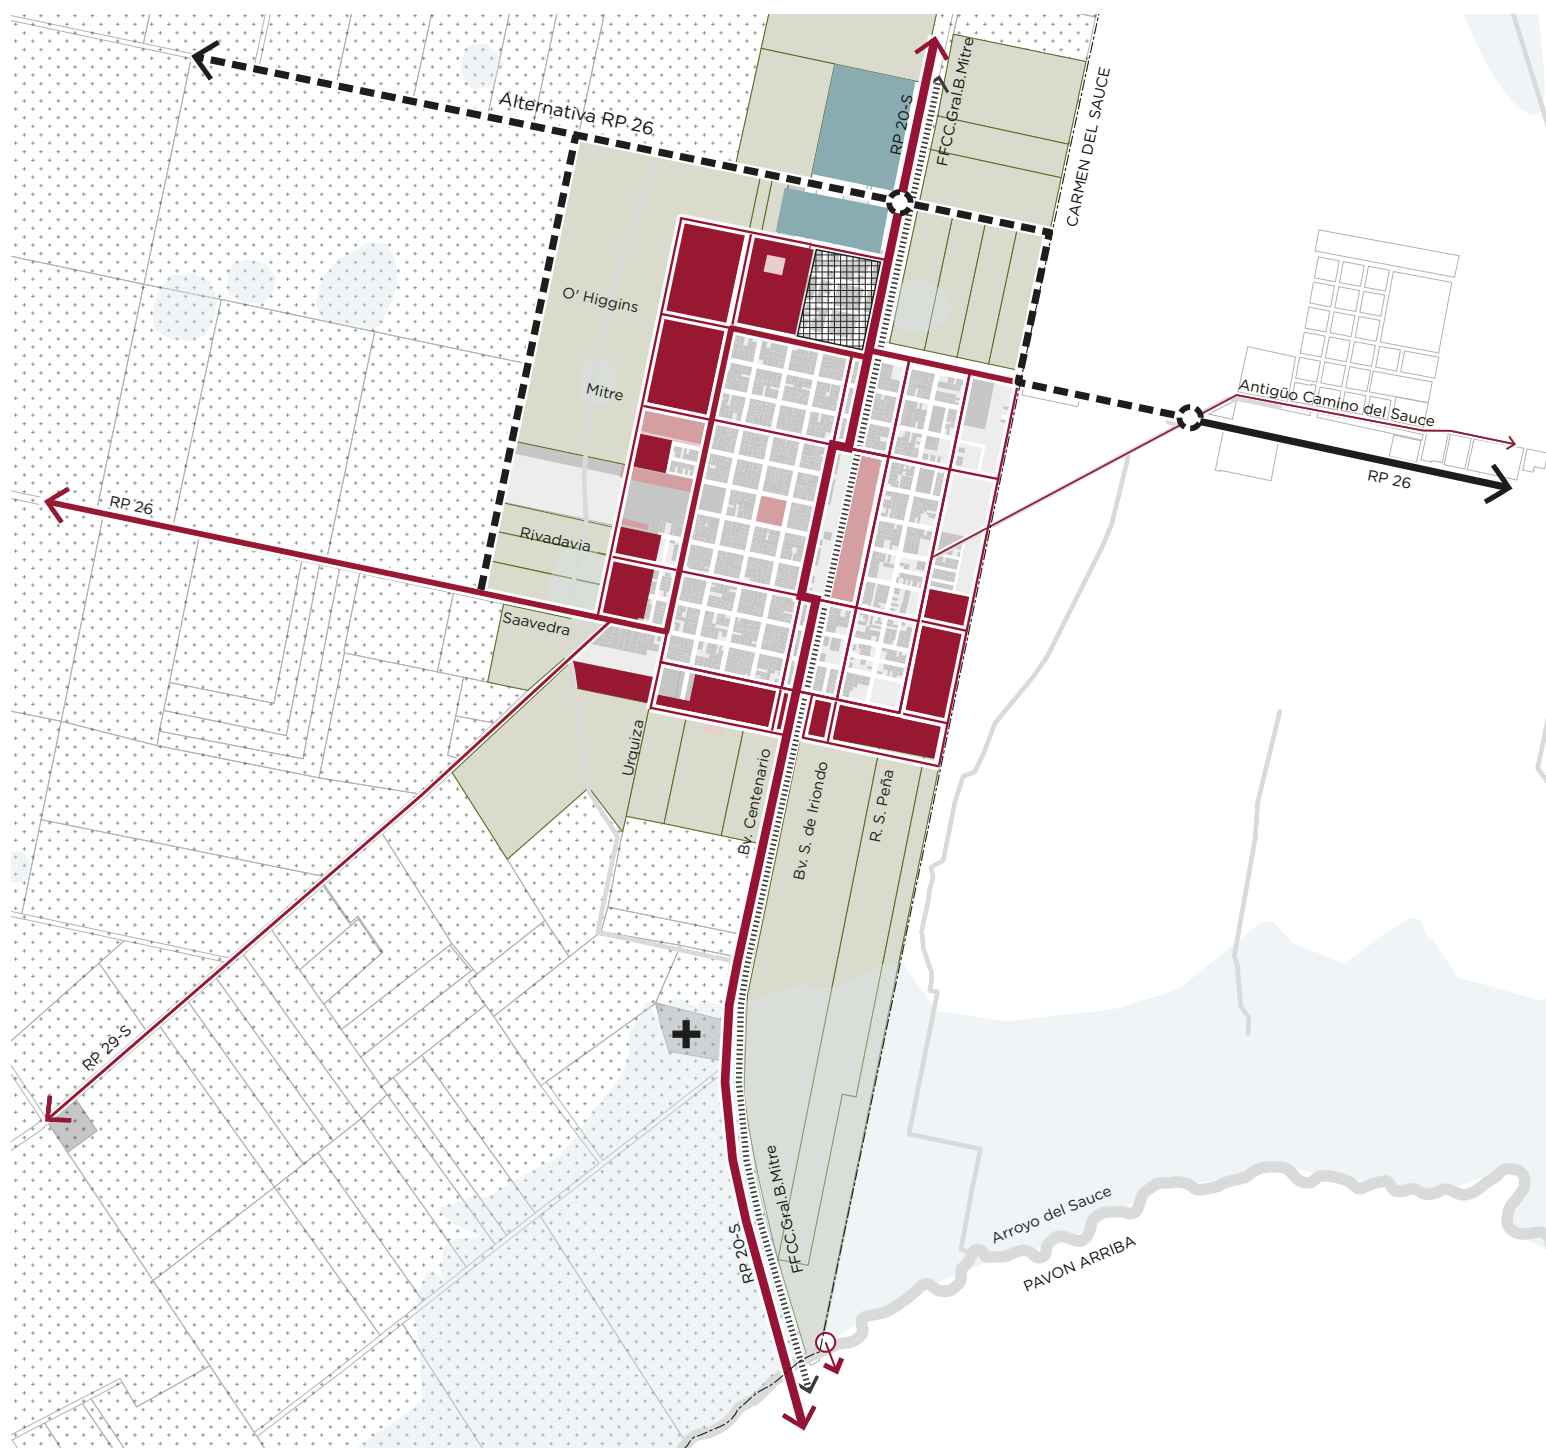 Alternativa RP 26
RP 20-S
FFCC.Gral.B.Mitre
CARMEN DEL SAUCE
O' Higgins
Mitre
Antigüo Camino del Sauce
RP 26
RP 26
Rivadavia
Saavedra
Urquiza
Bv. Centenario
Bv. S. de Iriondo
R. S. Peña
RP 29-S
FFCC.Gral.B.Mitre
RP 20-S
Arroyo del Sauce
PAVON ARRIBA